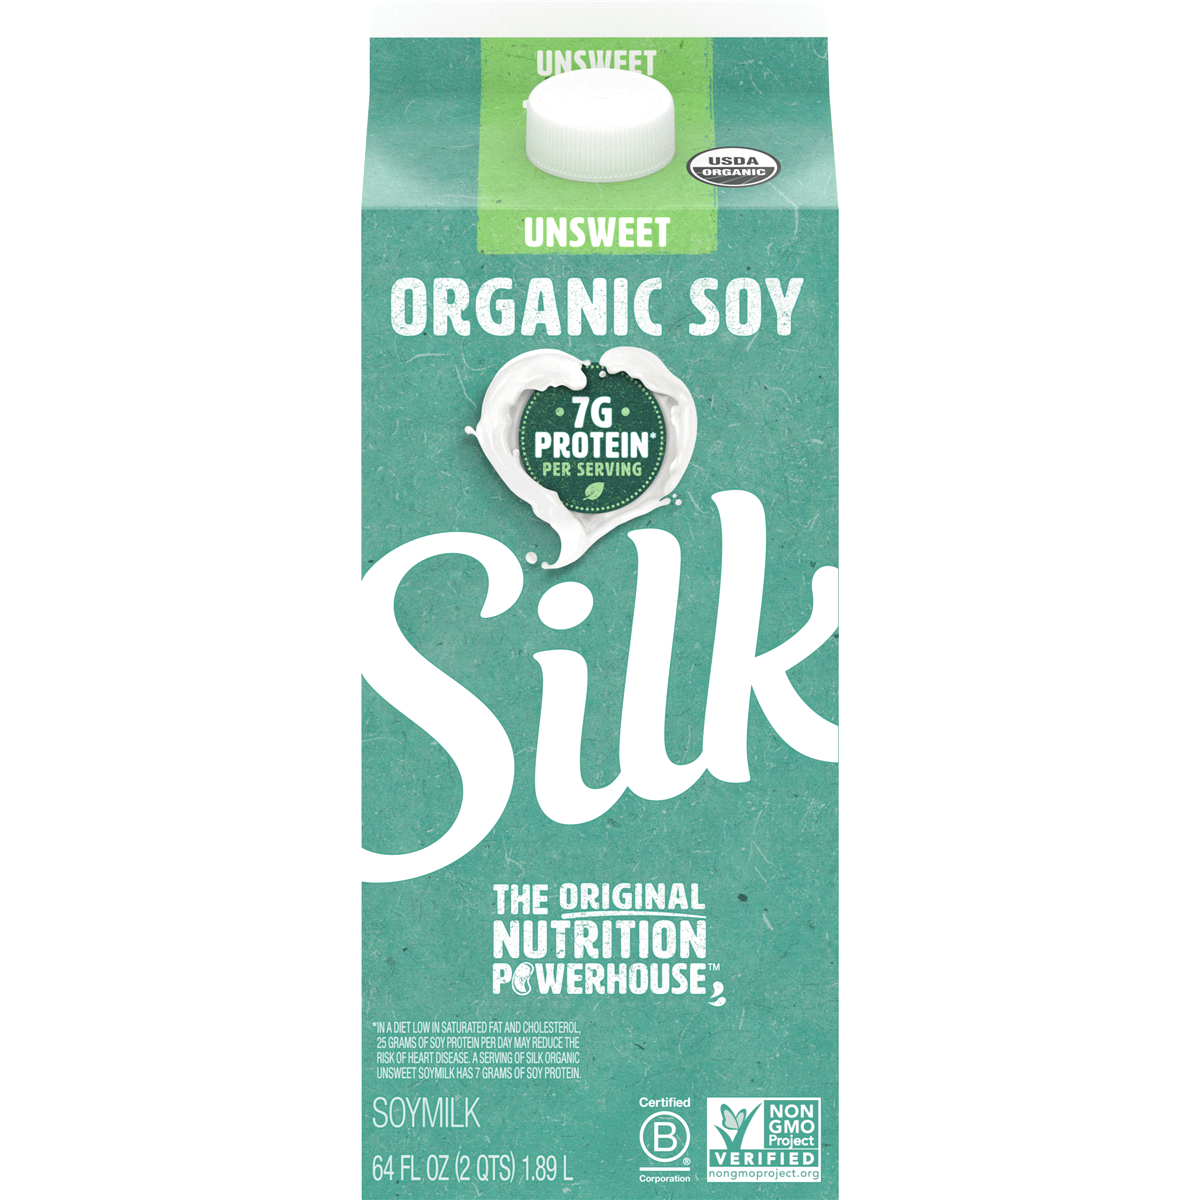 UNSWEET
USDA
ORGANIC
UNSWEET
ORGANIC SOY
7G
PROTEIN*
PER SERVING
Silk
THE ORIGINAL
NUTRITION
POWERHOUSE™
*IN A DIET LOW IN SATURATED FAT AND CHOLESTEROL,
25 GRAMS OF SOY PROTEIN PER DAY MAY REDUCE THE
RISK OF HEART DISEASE. A SERVING OF SILK ORGANIC
UNSWEET SOYMILK HAS 7 GRAMS OF SOY PROTEIN.
SOYMILK
64 FL OZ (2 QTS) 1.89 L
Certified
B
®
Corporation
NON
GMO
Project
VERIFIED
nongmoproject.org